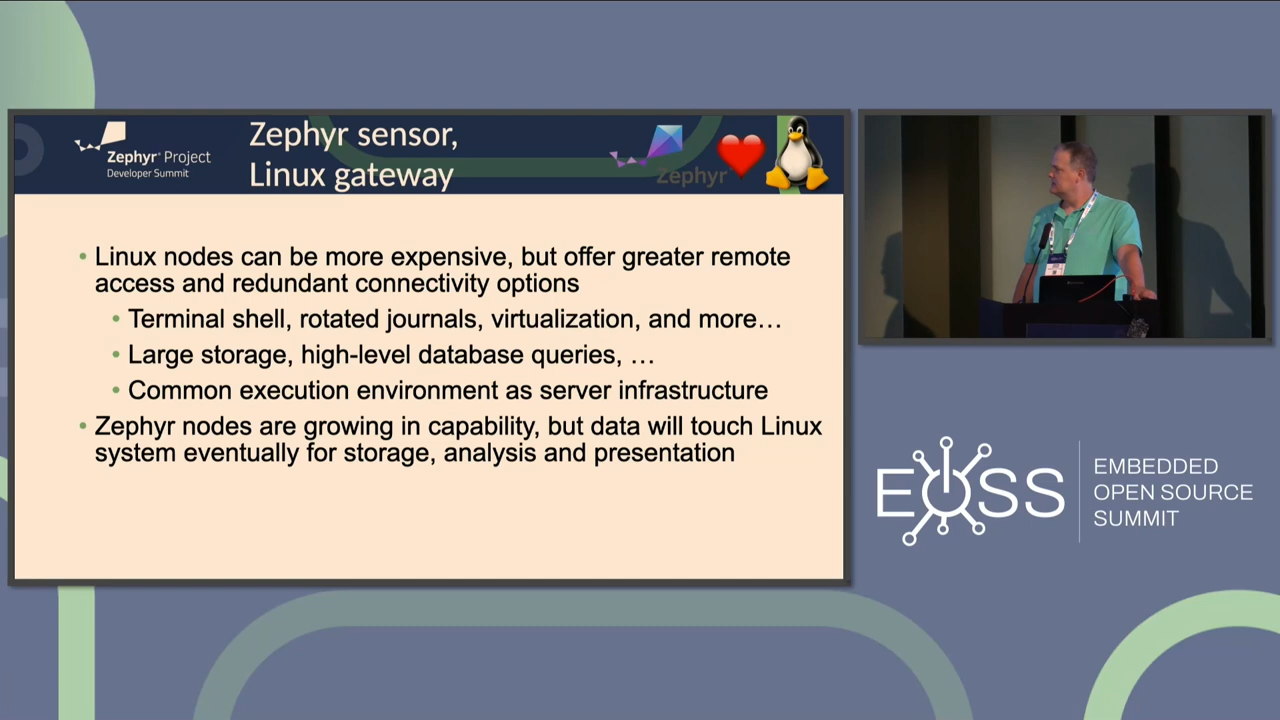 Zephyr® Project
Developer Summit
Zephyr sensor,
Linux gateway
Zephyr
• Linux nodes can be more expensive, but offer greater remote
access and redundant connectivity options
• Terminal shell, rotated journals, virtualization, and more…
• Large storage, high-level database queries, …
• Common execution environment as server infrastructure
• Zephyr nodes are growing in capability, but data will touch Linux
system eventually for storage, analysis and presentation
EOSS
EMBEDDED
OPEN SOURCE
SUMMIT